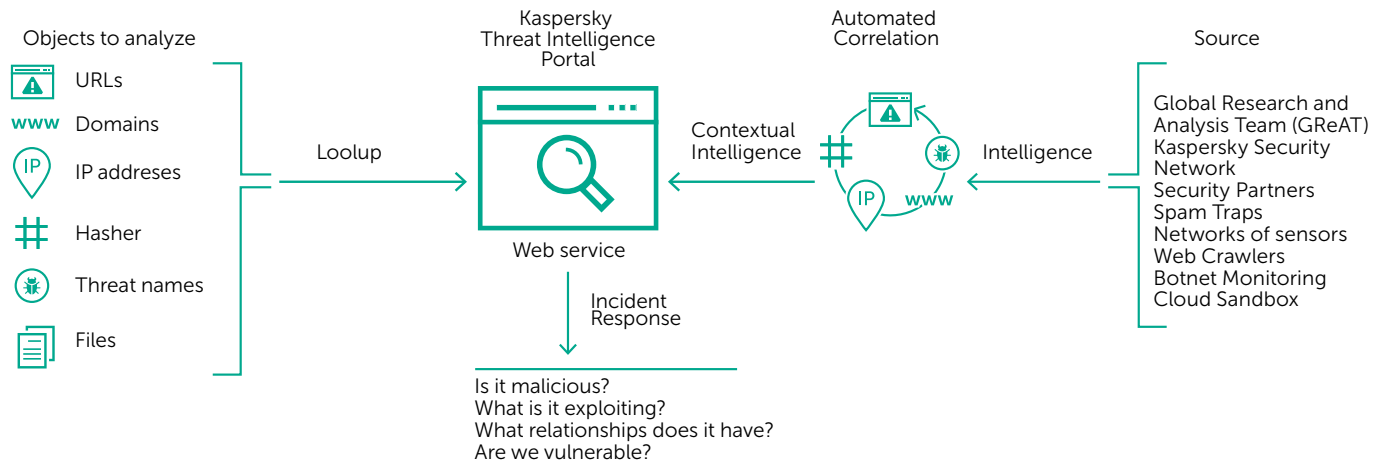 Objects to analyze
URLs
www
Domains
IP
IP addreses
Hasher
Threat names
Files
Loolup
Kaspersky
Threat Intelligence
Portal
Web service
Incident
Response
Is it malicious?
What is it exploiting?
What relationships does it have?
Are we vulnerable?
Contextual
Intelligence
Automated
Correlation
IP
www
Intelligence
Source
Global Research and
Analysis Team (GReAT)
Kaspersky Security
Network
Security Partners
Spam Traps
Networks of sensors
Web Crawlers
Botnet Monitoring
Cloud Sandbox